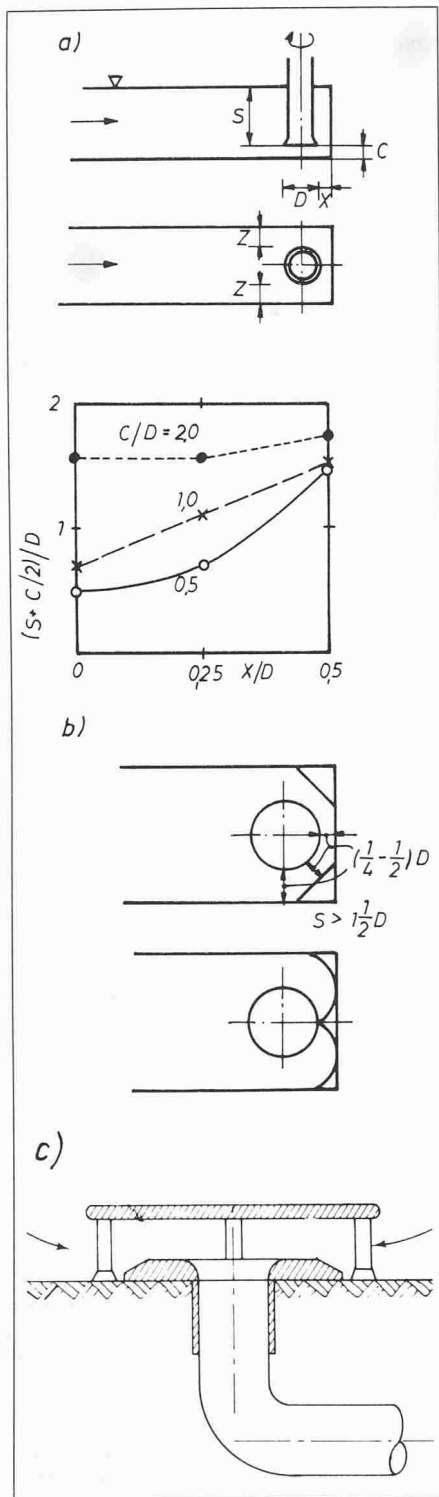 a)
S
C
D
X
Z
Z
2
C/D = 2,0
1
1,0
0,5
(S + C/2)/D
0
0,25
X/D
0,5
b)
(1/4 - 1/2)D
S > 1 1/2 D
c)